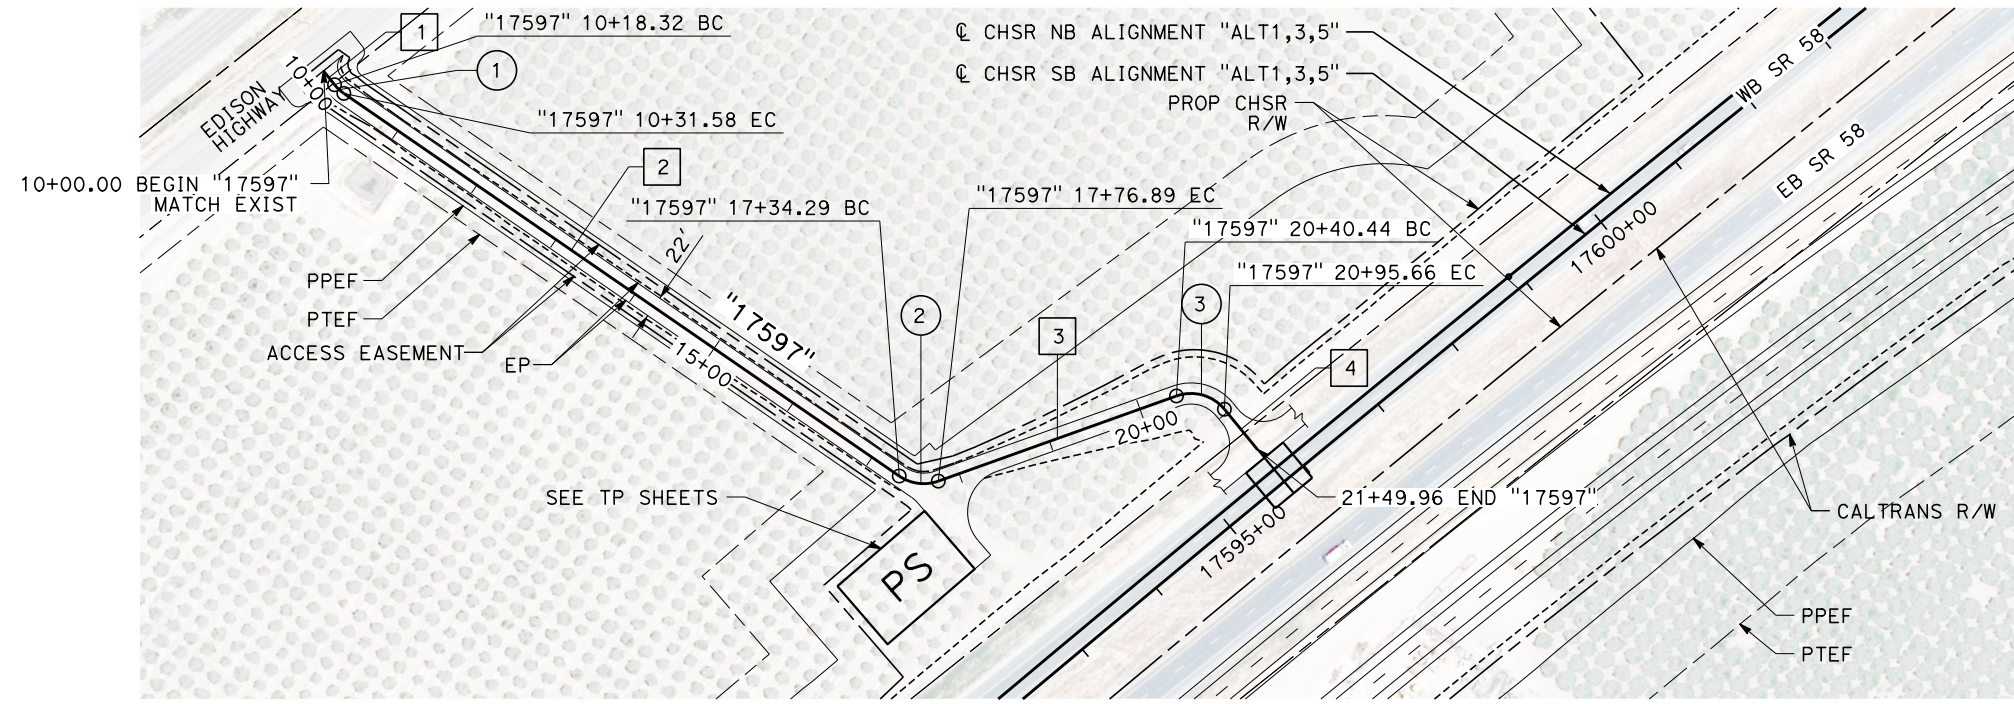 "17597" 10+18.32 BC
1
1
℄ CHSR NB ALIGNMENT "ALT1,3,5"
℄ CHSR SB ALIGNMENT "ALT1,3,5"
PROP CHSR
R/W
WB SR 58
EB SR 58
10+00
EDISON
HIGHWAY
"17597" 10+31.58 EC
2
10+00.00 BEGIN "17597"
MATCH EXIST
"17597" 17+34.29 BC
"17597" 17+76.89 EC
"17597" 20+40.44 BC
"17597" 20+95.66 EC
17600+00
22'
PPEF
PTEF
ACCESS EASEMENT
EP
"17597"
15+00
2
3
3
4
20+00
SEE TP SHEETS
PS
21+49.96 END "17597"
17595+00
CALTRANS R/W
PPEF
PTEF